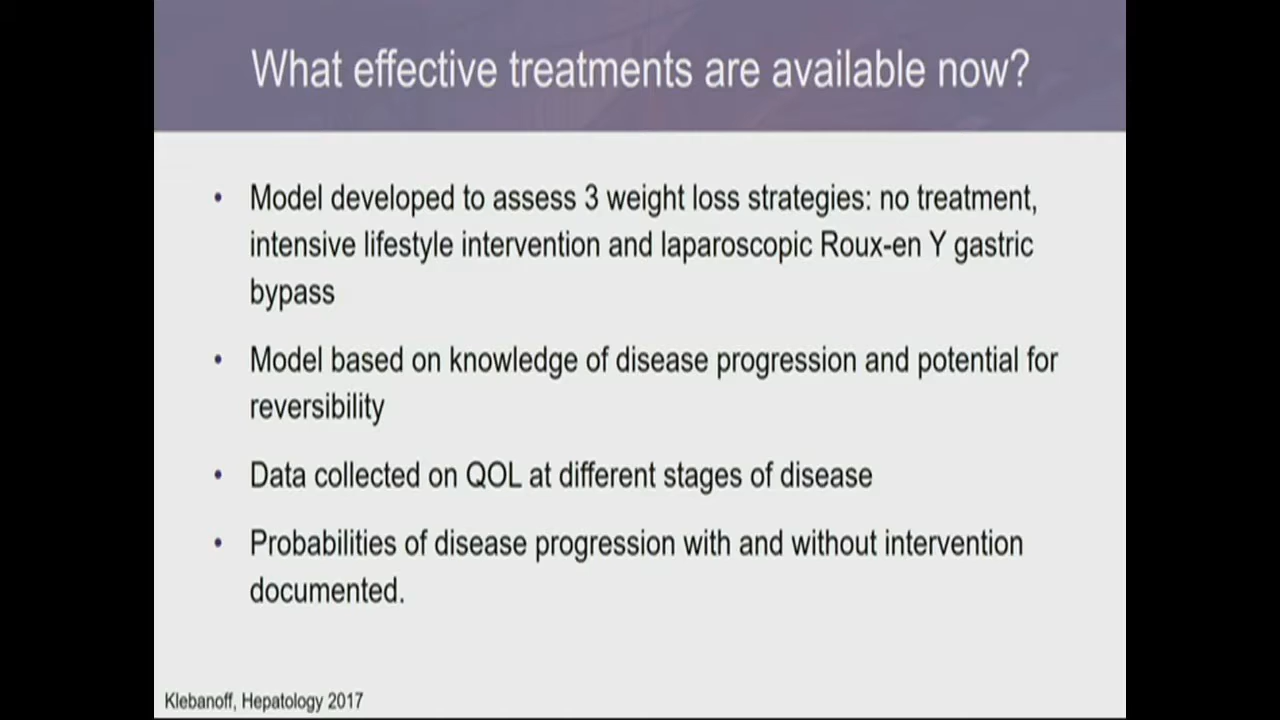 What effective treatments are available now?
• Model developed to assess 3 weight loss strategies: no treatment,
intensive lifestyle intervention and laparoscopic Roux-en Y gastric
bypass
• Model based on knowledge of disease progression and potential for
reversibility
• Data collected on QOL at different stages of disease
• Probabilities of disease progression with and without intervention
documented.
Klebanoff, Hepatology 2017